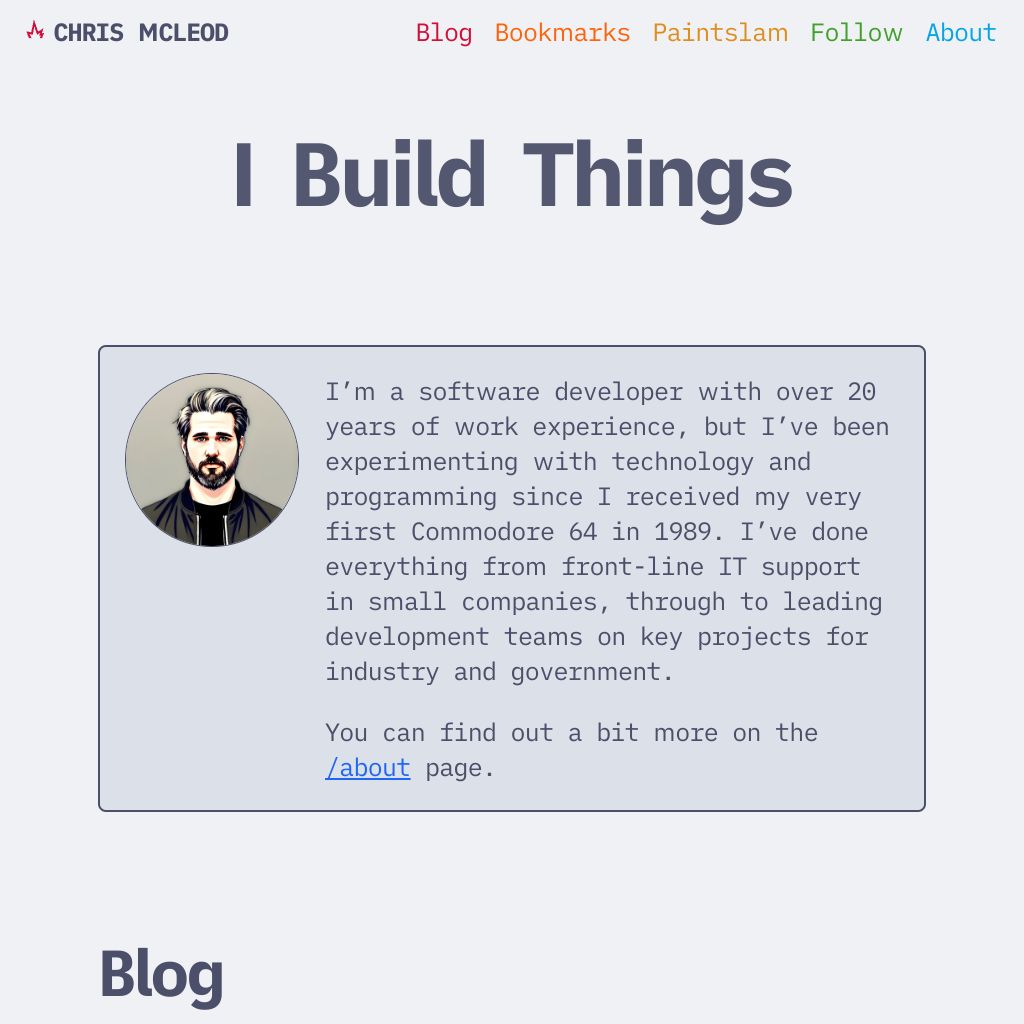 CHRIS MCLEOD
Blog Bookmarks Paintslam Follow About
I Build Things
I’m a software developer with over 20
years of work experience, but I’ve been
experimenting with technology and
programming since I received my very
first Commodore 64 in 1989. I’ve done
everything from front-line IT support
in small companies, through to leading
development teams on key projects for
industry and government.
You can find out a bit more on the
/about page.
Blog